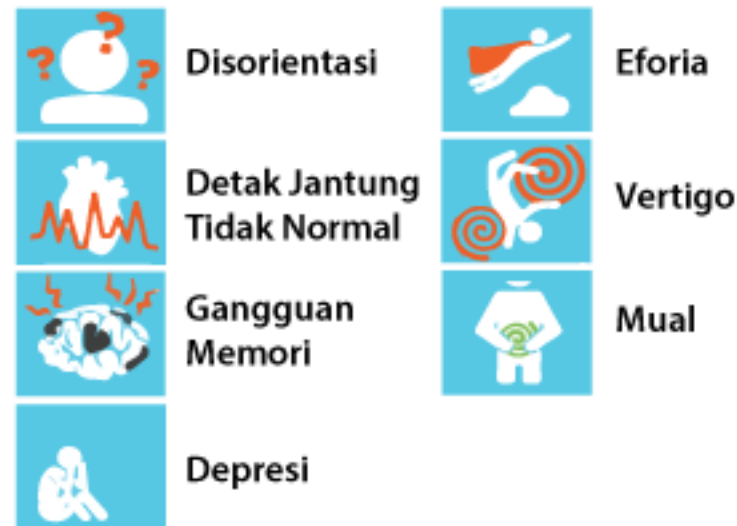 Disorientasi
Eforia
Detak Jantung
Tidak Normal
Vertigo
Gangguan
Memori
Mual
Depresi